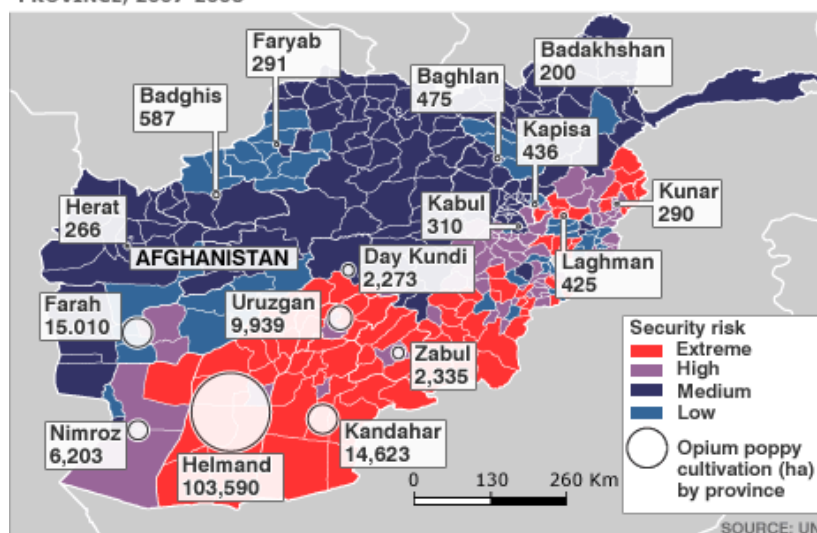 PROVINCE, 2007-2008
Faryab
291
Badakhshan
200
Baghlan
475
Badghis
587
Kapisa
436
Kunar
290
Herat
266
Kabul
310
AFGHANISTAN
Day Kundi
2,273
Laghman
425
Farah
15.010
Uruzgan
9,939
Zabul
2,335
Nimroz
6,203
Kandahar
14,623
Helmand
103,590
0 130 260 Km
Security risk
Extreme
High
Medium
Low
Opium poppy
cultivation (ha)
by province
SOURCE: UN